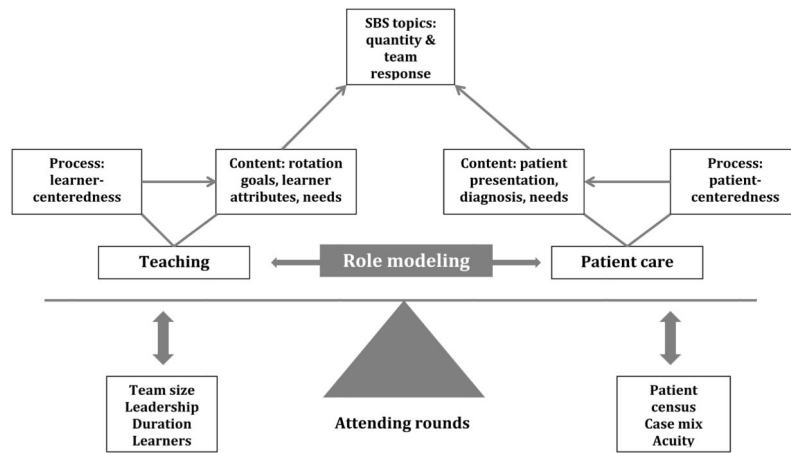 SBS topics:
quantity &
team
response
Process:
learner-
centeredness
Content: rotation
goals, learner
attributes, needs
Content: patient
presentation,
diagnosis, needs
Process:
patient-
centeredness
Teaching
Role modeling
Patient care
Team size
Leadership
Duration
Learners
Attending rounds
Patient
census
Case mix
Acuity